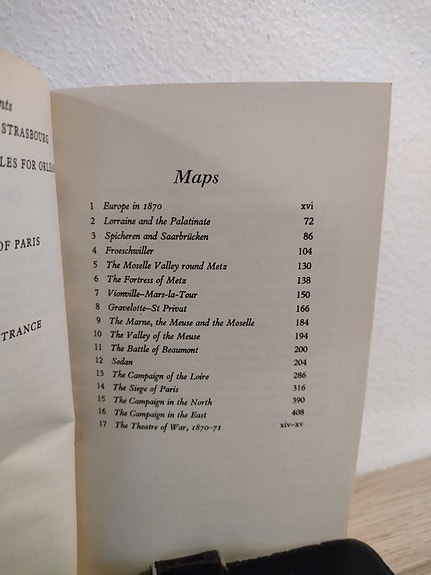 nts
STRASBOURG
LES FOR ORLEA
OF PARIS
TRANCE
Maps
1 Europe in 1870 xvi
2 Lorraine and the Palatinate 72
3 Spicheren and Saarbrücken 86
4 Froeschwiller 104
5 The Moselle Valley round Metz 130
6 The Fortress of Metz 138
7 Vionville–Mars-la-Tour 150
8 Gravelotte–St Privat 166
9 The Marne, the Meuse and the Moselle 184
10 The Valley of the Meuse 194
11 The Battle of Beaumont 200
12 Sedan 204
13 The Campaign of the Loire 286
14 The Siege of Paris 316
15 The Campaign in the North 390
16 The Campaign in the East 408
17 The Theatre of War, 1870–71 xiv–xv